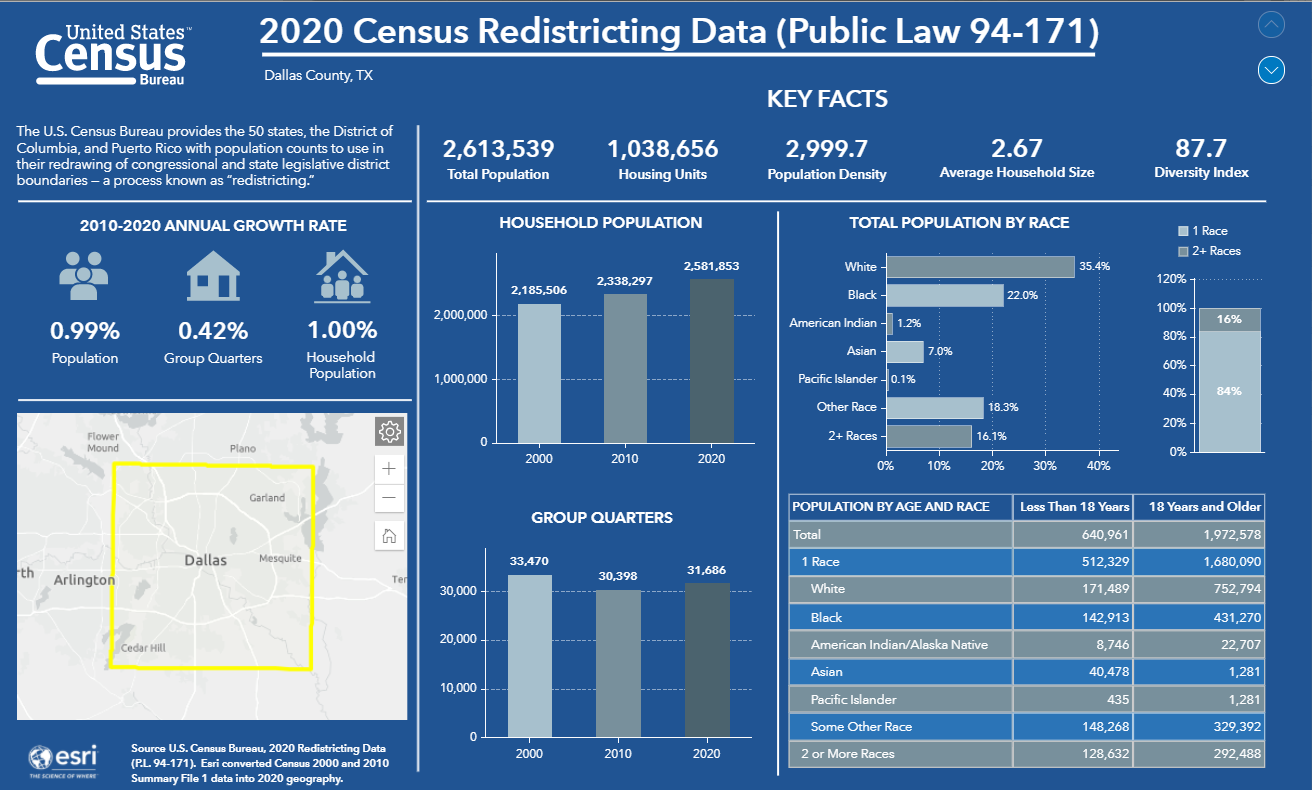 United States™
Census
Bureau
2020 Census Redistricting Data (Public Law 94-171)
Dallas County, TX
KEY FACTS
The U.S. Census Bureau provides the 50 states, the District of
Columbia, and Puerto Rico with population counts to use in
their redrawing of congressional and state legislative district
boundaries – a process known as "redistricting."
2,613,539 1,038,656 2,999.7 2.67 87.7
Total Population Housing Units Population Density Average Household Size Diversity Index
2010-2020 ANNUAL GROWTH RATE
0.99% 0.42% 1.00%
Population Group Quarters Household
Population
Flower
Mound
Plano
Garland
Dallas
Mesquite
rth
Arlington
Ter
Cedar Hill
+
−
esri
THE SCIENCE OF WHERE
Source U.S. Census Bureau, 2020 Redistricting Data
(P.L. 94-171). Esri converted Census 2000 and 2010
Summary File 1 data into 2020 geography.
HOUSEHOLD POPULATION
2,185,506 2,338,297 2,581,853
2,000,000
1,000,000
0
2000 2010 2020
GROUP QUARTERS
33,470 30,398 31,686
30,000
20,000
10,000
0
2000 2010 2020
TOTAL POPULATION BY RACE
White 35.4%
Black 22.0%
American Indian 1.2%
Asian 7.0%
Pacific Islander 0.1%
Other Race 18.3%
2+ Races 16.1%
0% 10% 20% 30% 40%
1 Race
2+ Races
120%
100%
80%
60%
40%
20%
0%
16%
84%
POPULATION BY AGE AND RACE Less Than 18 Years 18 Years and Older
Total 640,961 1,972,578
1 Race 512,329 1,680,090
White 171,489 752,794
Black 142,913 431,270
American Indian/Alaska Native 8,746 22,707
Asian 40,478 1,281
Pacific Islander 435 1,281
Some Other Race 148,268 329,392
2 or More Races 128,632 292,488